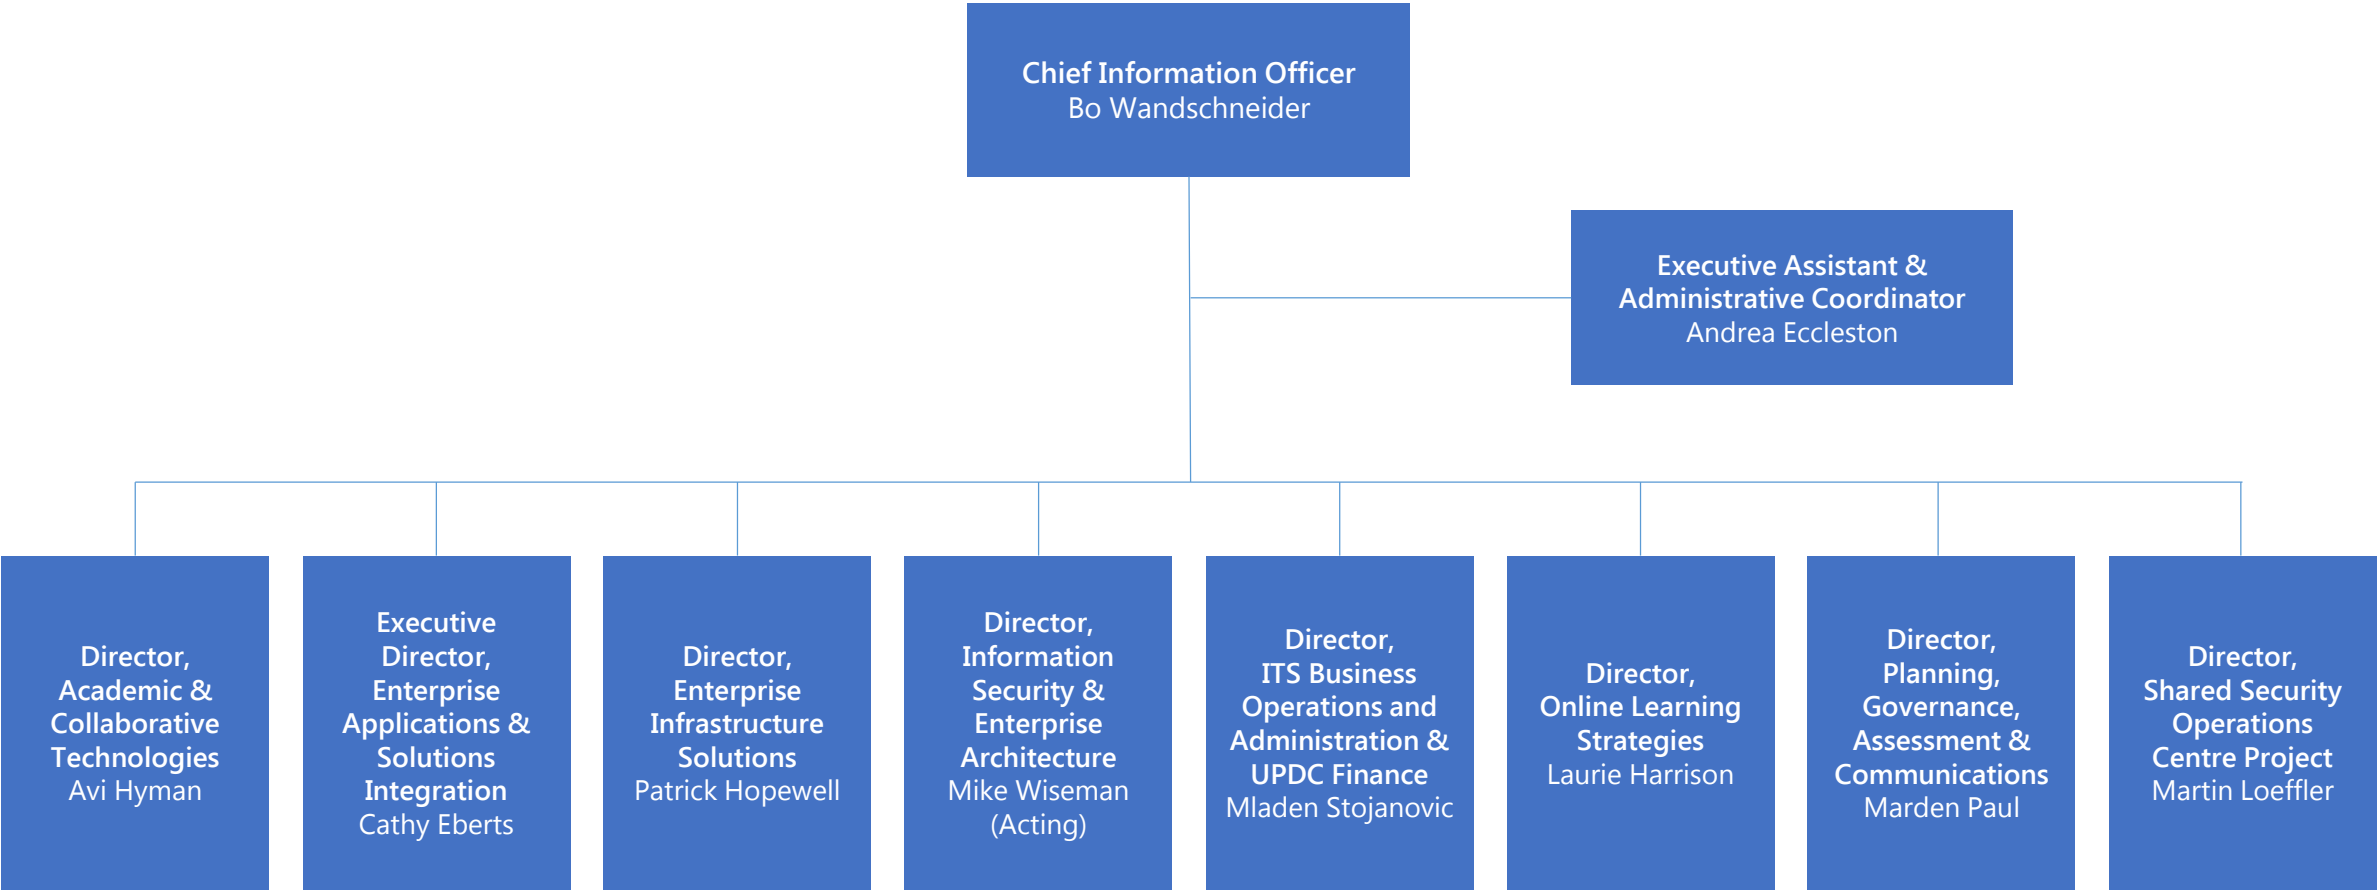 Chief Information Officer
Bo Wandschneider
Executive Assistant &
Administrative Coordinator
Andrea Eccleston
Director,
Academic &
Collaborative
Technologies
Avi Hyman
Executive
Director,
Enterprise
Applications &
Solutions
Integration
Cathy Eberts
Director,
Enterprise
Infrastructure
Solutions
Patrick Hopewell
Director,
Information
Security &
Enterprise
Architecture
Mike Wiseman
(Acting)
Director,
ITS Business
Operations and
Administration &
UPDC Finance
Mladen Stojanovic
Director,
Online Learning
Strategies
Laurie Harrison
Director,
Planning,
Governance,
Assessment &
Communications
Marden Paul
Director,
Shared Security
Operations
Centre Project
Martin Loeffler